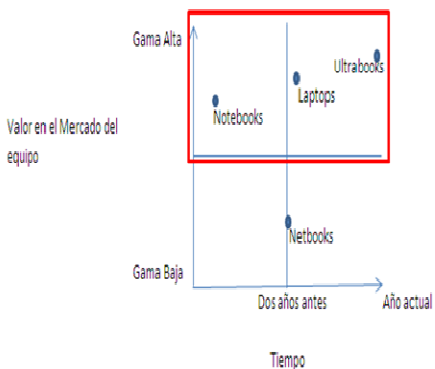 Gama Alta
Ultrabooks
Laptops
Notebooks
Valor en el Mercado del
equipo
Netbooks
Gama Baja
Dos años antes
Año actual
Tiempo